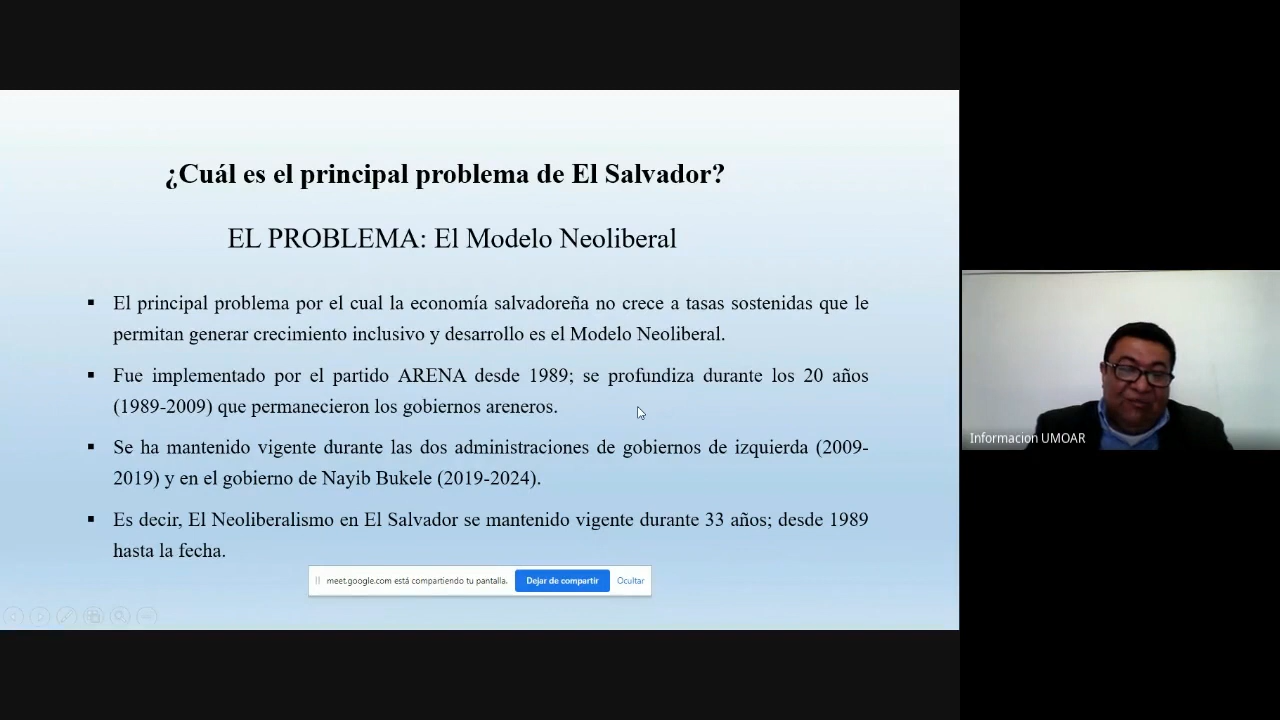 ¿Cuál es el principal problema de El Salvador?
EL PROBLEMA: El Modelo Neoliberal
▪ El principal problema por el cual la economía salvadoreña no crece a tasas sostenidas que le
permitan generar crecimiento inclusivo y desarrollo es el Modelo Neoliberal.
▪ Fue implementado por el partido ARENA desde 1989; se profundiza durante los 20 años
(1989-2009) que permanecieron los gobiernos areneros.
▪ Se ha mantenido vigente durante las dos administraciones de gobiernos de izquierda (2009-
2019) y en el gobierno de Nayib Bukele (2019-2024).
▪ Es decir, El Neoliberalismo en El Salvador se mantenido vigente durante 33 años; desde 1989
hasta la fecha.
meet.google.com está compartiendo tu pantalla. Dejar de compartir Ocultar
Informacion UMOAR